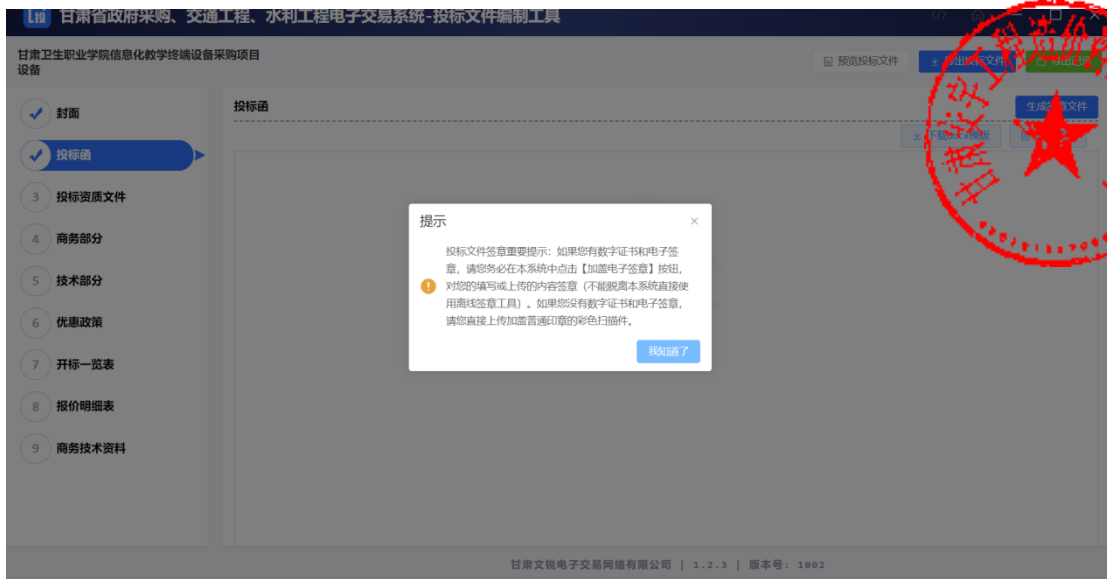 甘肃省政府采购、交通工程、水利工程电子交易系统-投标文件编制工具
甘肃卫生职业学院信息化教学终端设备采购项目
设备
预览投标文件
封面
投标函
3 投标资质文件
4 商务部分
5 技术部分
6 优惠政策
7 开标一览表
8 报价明细表
9 商务技术资料
投标函
提示
投标文件签章重要提示：如果您有数字证书和电子签
章，请您务必在本系统中点击【加盖电子签章】按钮，
对您的填写或上传的内容签章（不能脱离本系统直接使
用离线签章工具）。如果您没有数字证书和电子签章，
请您直接上传加盖普通印章的彩色扫描件。
我知道了
甘肃文锐电子交易网络有限公司 | 1.2.3 | 版本号: 1002